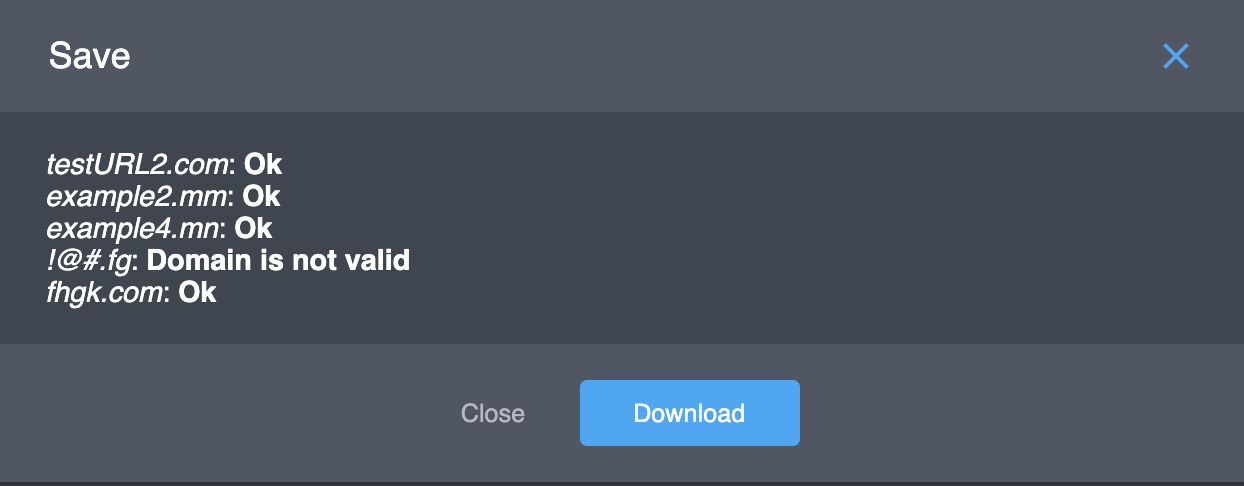 Save
testURL2.com: Ok
example2.mm: Ok
example4.mn: Ok
!@#.fg: Domain is not valid
fhgk.com: Ok
Close
Download